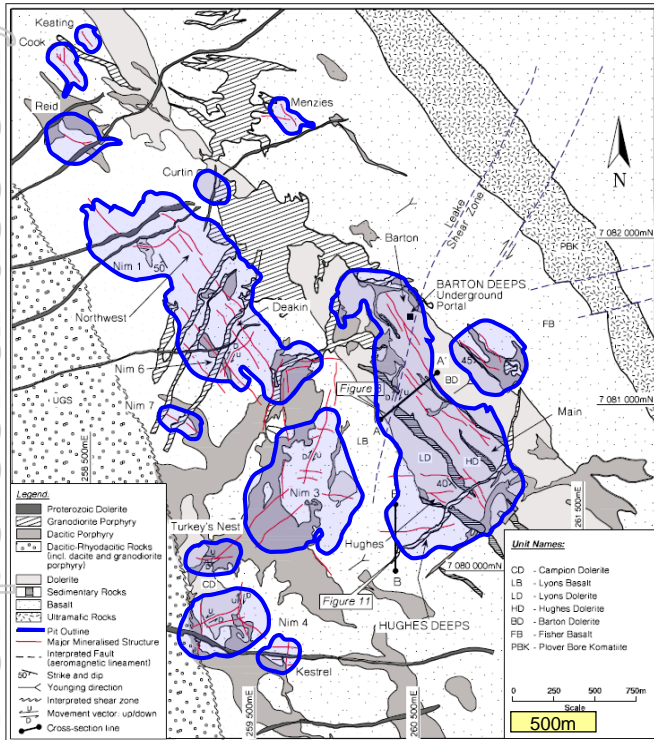 Keating
Cook
Reid
Menzies
Curtin
N
Leake
Shear Zone
7 082 000mN
PBK
Barton
Nim 1
50
BARTON DEEPS
Underground
Portal
Northwest
Deakin
FB
A'
45
Figure
BD
Nim 6
U
D
7 081 000mN
Nim 7
UGS
Main
LB
LD
HD
258 500mE
40
Nim 3
261 500mE
Turkey's Nest
Hughes
7 080 000mN
CD
B
Figure 11
Nim 4
HUGHES DEEPS
Kestrel
259 500mE
260 500mE
Legend:
Proterozoic Dolerite
Granodiorite Porphyry
Dacitic Porphyry
Dacitic-Rhyodacitic Rocks
(incl. dacite and granodiorite
porphyry)
Dolerite
Sedimentary Rocks
Basalt
Ultramafic Rocks
Pit Outline
Major Mineralised Structure
Interpreted Fault
(aeromagnetic lineament)
50 Strike and dip
Younging direction
Interpreted shear zone
U
D Movement vector: up/down
Cross-section line
Unit Names:
CD - Campion Dolerite
LB - Lyons Basalt
LD - Lyons Dolerite
HD - Hughes Dolerite
BD - Barton Dolerite
FB - Fisher Basalt
PBK - Plover Bore Komatiite
0 250 500 750m
Scale
500m